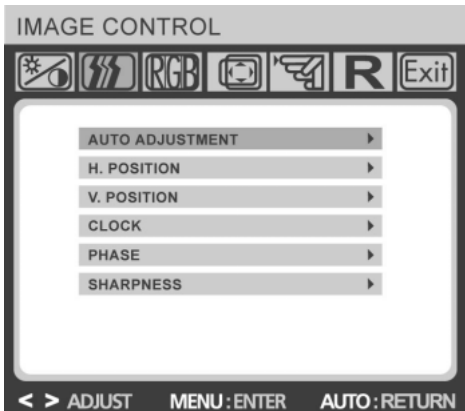 IMAGE CONTROL
RGB R Exit
AUTO ADJUSTMENT
H. POSITION
V. POSITION
CLOCK
PHASE
SHARPNESS
< > ADJUST MENU : ENTER AUTO : RETURN